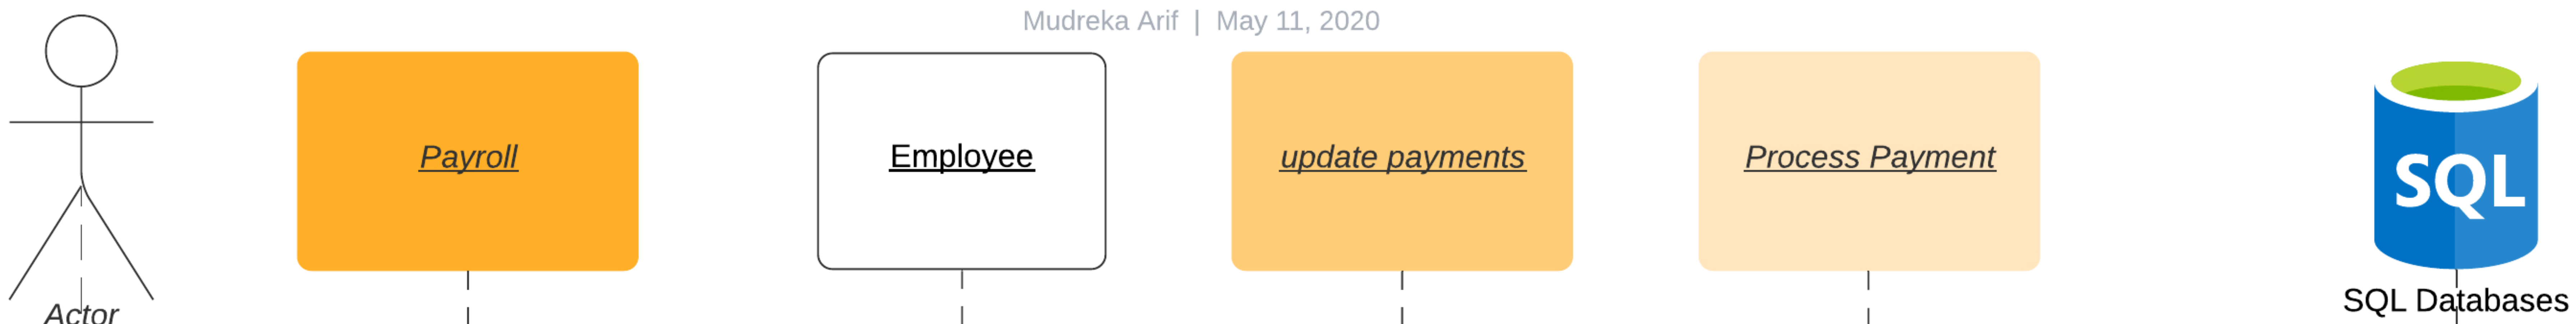 Mudreka Arif | May 11, 2020
Payroll
Employee
update payments
Process Payment
SQL
Actor
SQL Databases